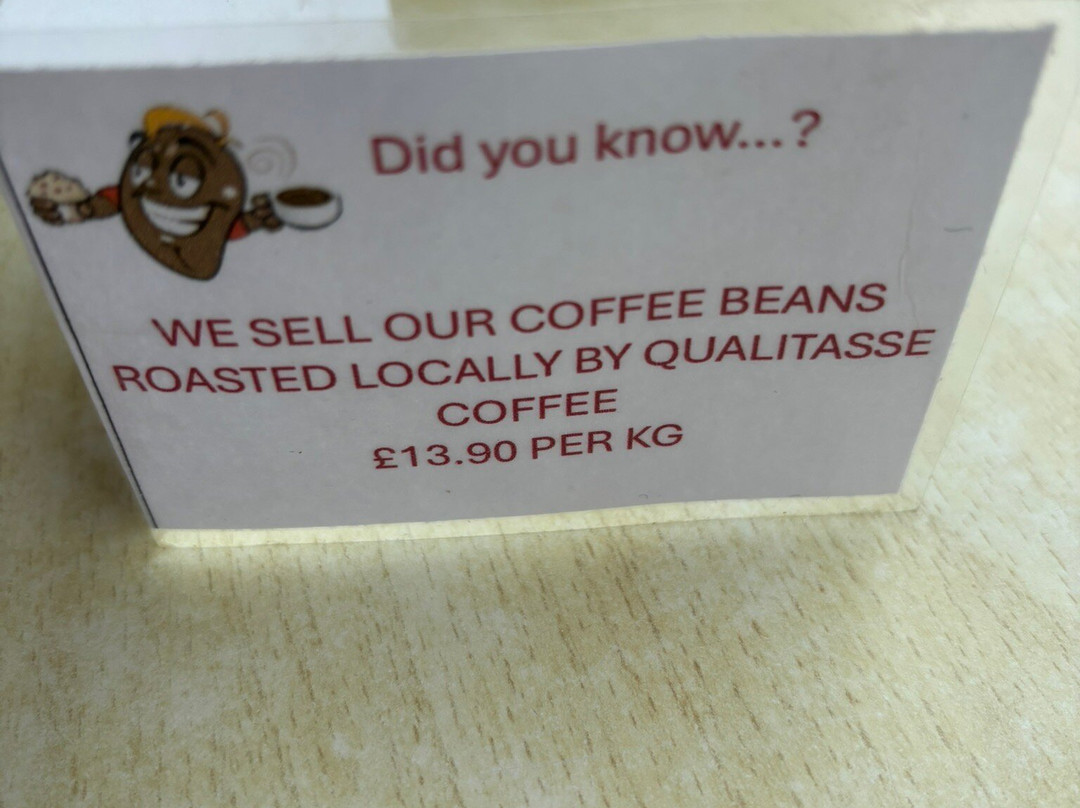 Did you know...?
WE SELL OUR COFFEE BEANS
ROASTED LOCALLY BY QUALITASSE
COFFEE
£13.90 PER KG